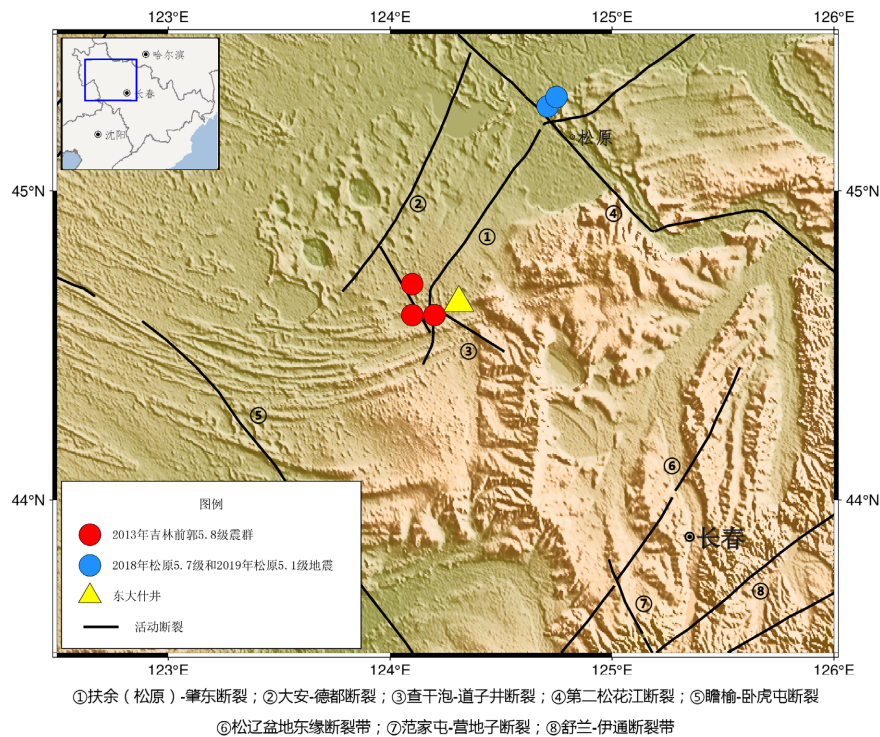 123°E
124°E
125°E
126°E
哈尔滨
长春
沈阳
松原
45°N
45°N
②
①
④
③
⑤
⑥
44°N
44°N
长春
⑦
⑧
图例
2013年吉林前郭5.8级震群
2018年松原5.7级和2019年松原5.1级地震
东大什井
活动断裂
123°E
124°E
125°E
126°E
①扶余（松原）-肇东断裂；②大安-德都断裂；③查干泡-道子井断裂；④第二松花江断裂；⑤瞻榆-卧虎屯断裂
⑥松辽盆地东缘断裂带；⑦范家屯-营地子断裂；⑧舒兰-伊通断裂带